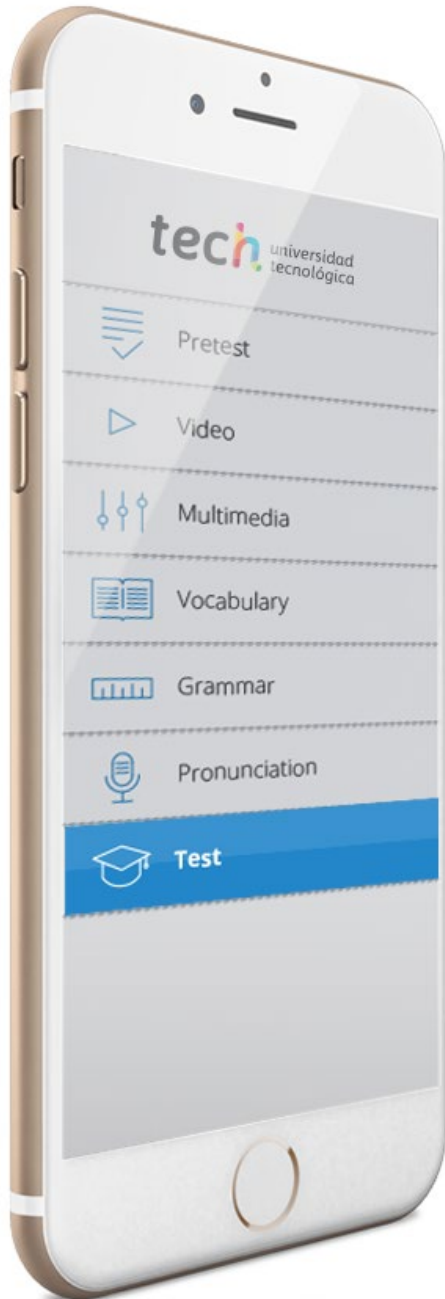 tech universidad
tecnológica
Pretest
Video
Multimedia
Vocabulary
Grammar
Pronunciation
Test